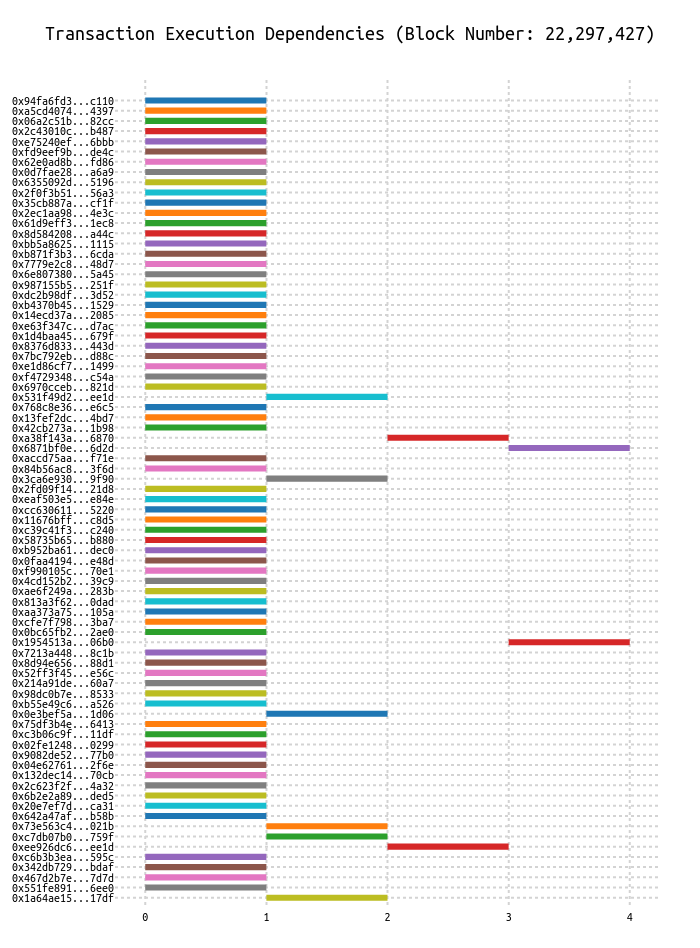 Transaction Execution Dependencies (Block Number: 22,297,427)
0x94fa6fd3...c110
0xa5cd4074...4397
0x06a2c51b...82cc
0x2c43010c...b487
0xe75240ef...6bbb
0xfd9eef9b...de4c
0x62e0ad8b...fd86
0x0d7fae28...a6a9
0x6355092d...5196
0x2f0f3b51...56a3
0x35cb887a...cf1f
0x2ec1aa98...4e3c
0x61d9eff3...1ec8
0x8d584208...a44c
0xbb5a8625...1115
0xb871f3b3...6cda
0x7779e2c8...48d7
0x6e807380...5a45
0x987155b5...251f
0xdc2b98df...3d52
0xb4370b45...1529
0x14ecd37a...2085
0xe63f347c...d7ac
0x1d4baa45...679f
0x8376d833...443d
0x7bc792eb...d88c
0xe1d86cf7...1499
0xf4729348...c54a
0x6970cceb...821d
0x531f49d2...ee1d
0x768c8e36...e6c5
0x13fef2dc...4bd7
0x42cb273a...1b98
0xa38f143a...6870
0x6871bf0e...6d2d
0xaccd75aa...f71e
0x84b56ac8...3f6d
0x3ca6e930...9f90
0x2fd09f14...21d8
0xeaf503e5...e84e
0xcc630611...5220
0x11676bff...c8d5
0xc39c41f3...c240
0x58735b65...b880
0xb952ba61...dec0
0x0faa4194...e48d
0xf990105c...70e1
0x4cd152b2...39c9
0xae6f249a...283b
0x813a3f62...0dad
0xaa373a75...105a
0xcfe7f798...3ba7
0x0bc65fb2...2ae0
0x1954513a...06b0
0x7213a448...8c1b
0x8d94e656...88d1
0x52ff3f45...e56c
0x214a91de...60a7
0x98dc0b7e...8533
0xb55e49c6...a526
0x0e3bef5a...1d06
0x75df3b4e...6413
0xc3b06c9f...11df
0x02fe1248...0299
0x9082de52...77b0
0x04e62761...2f6e
0x132dec14...70cb
0x2c623f2f...4a32
0x6b2e2a89...ded5
0x20e7ef7d...ca31
0x642a47af...b58b
0x73e563c4...021b
0xc7db07b0...759f
0xee926dc6...ee1d
0xc6b3b3ea...595c
0x342db729...bdaf
0x467d2b7e...7d7d
0x551fe891...6ee0
0x1a64ae15...17df
0 1 2 3 4